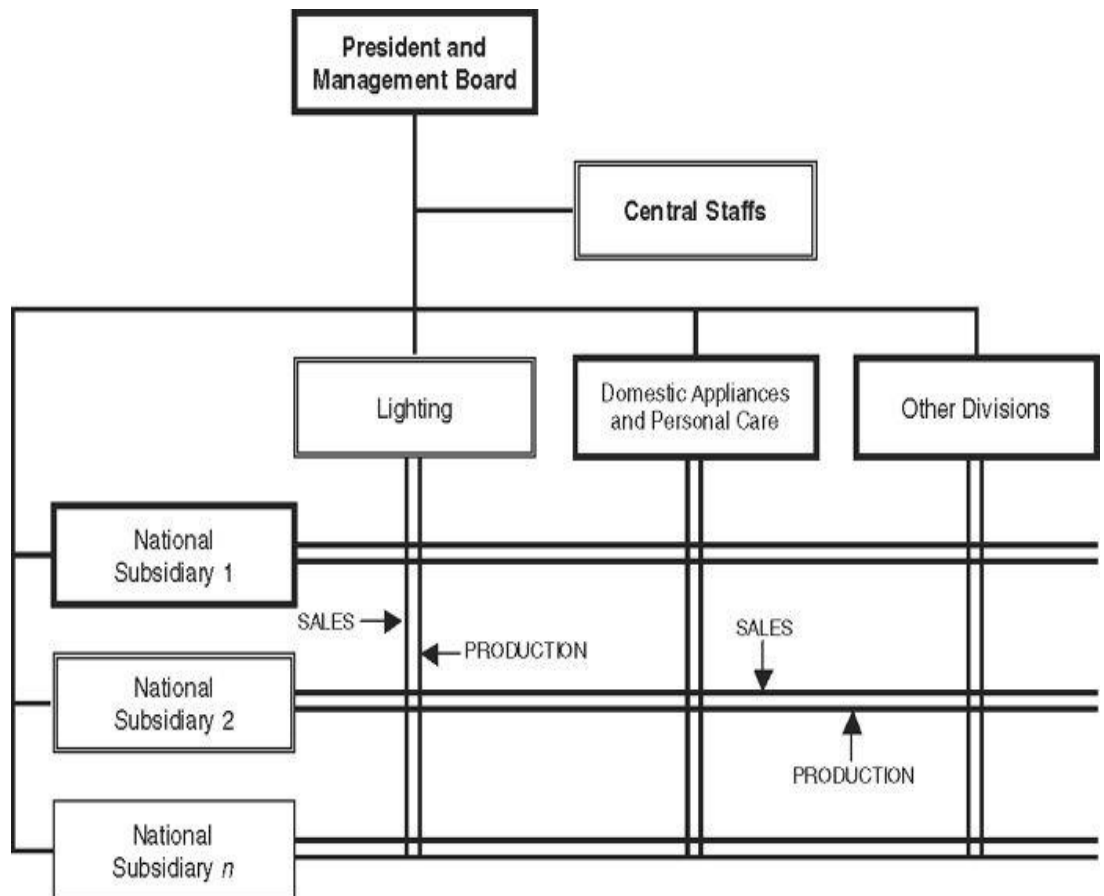 President and
Management Board
Central Staffs
Lighting
Domestic Appliances
and Personal Care
Other Divisions
National
Subsidiary 1
SALES
PRODUCTION
SALES
National
Subsidiary 2
PRODUCTION
National
Subsidiary n